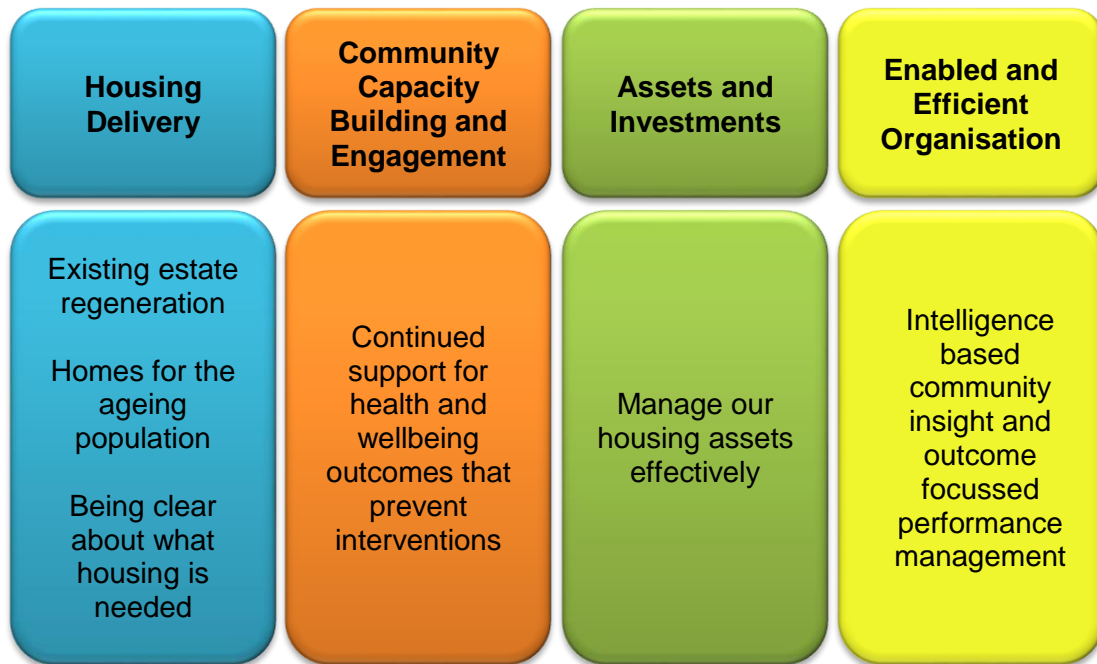 Housing
Delivery
Community
Capacity
Building and
Engagement
Assets and
Investments
Enabled and
Efficient
Organisation
Existing estate
regeneration
Homes for the
ageing
population
Being clear
about what
housing is
needed
Continued
support for
health and
wellbeing
outcomes that
prevent
interventions
Manage our
housing assets
effectively
Intelligence
based
community
insight and
outcome
focussed
performance
management